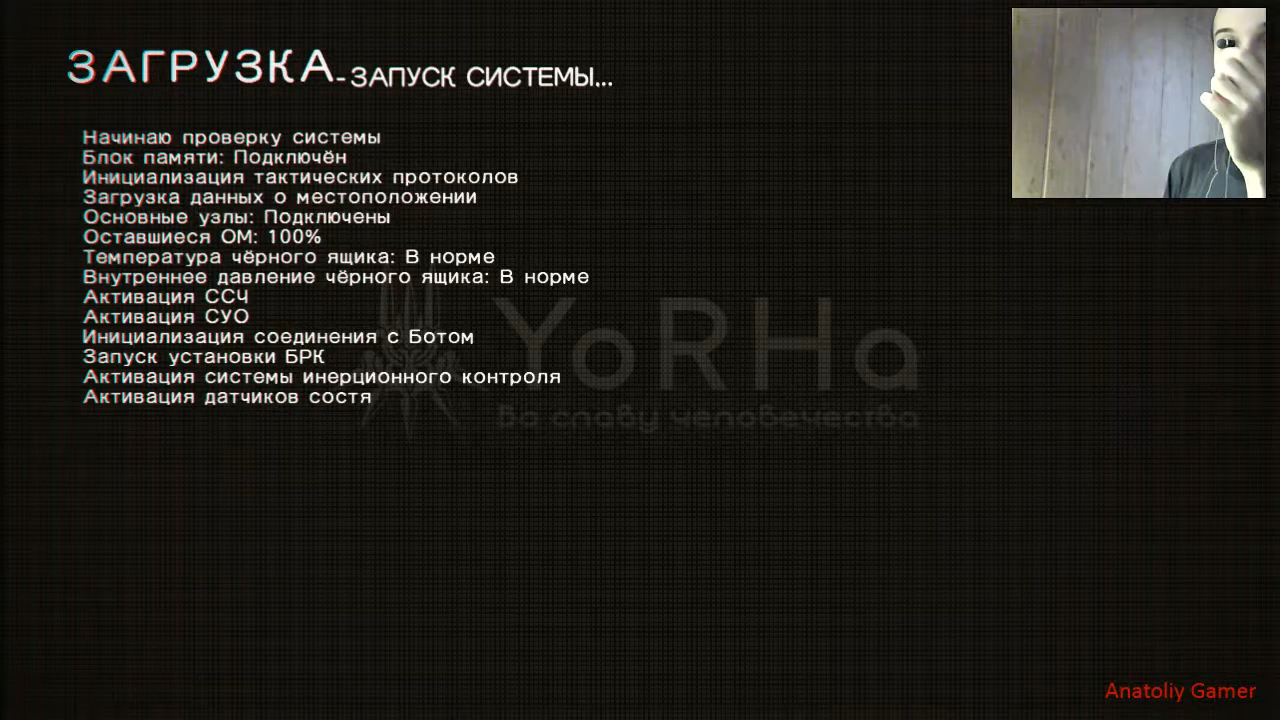 ЗАГРУЗКА - ЗАПУСК СИСТЕМЫ...
Начинаю проверку системы
Блок памяти: Подключён
Инициализация тактических протоколов
Загрузка данных о местоположении
Основные узлы: Подключены
Оставшиеся ОМ: 100%
Температура чёрного ящика: В норме
Внутреннее давление чёрного ящика: В норме
Активация ССЧ
Активация СУО
Инициализация соединения с Ботом
Запуск установки БРК
Активация системы инерционного контроля
Активация датчиков состя
YoRHa
Во славу человечества
Anatoliy Gamer